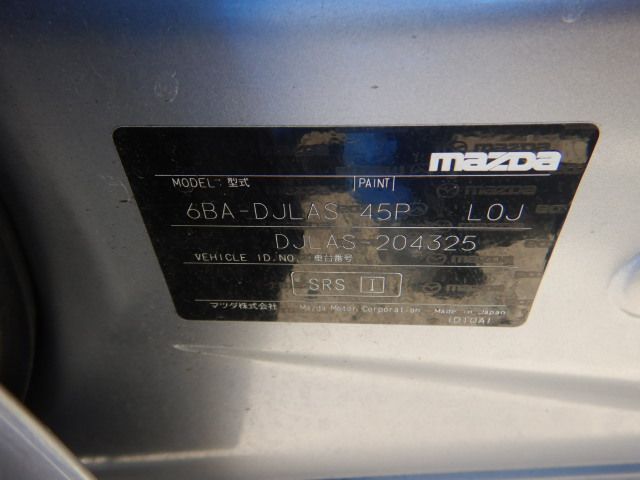 mazda
MODEL 型式 PAINT
6BA-DJLAS 45P L0J
DJLAS-204325
VEHICLE ID.NO. 車台番号
SRS I
マツダ株式会社 Mazda Motor Corporation Made in Japan